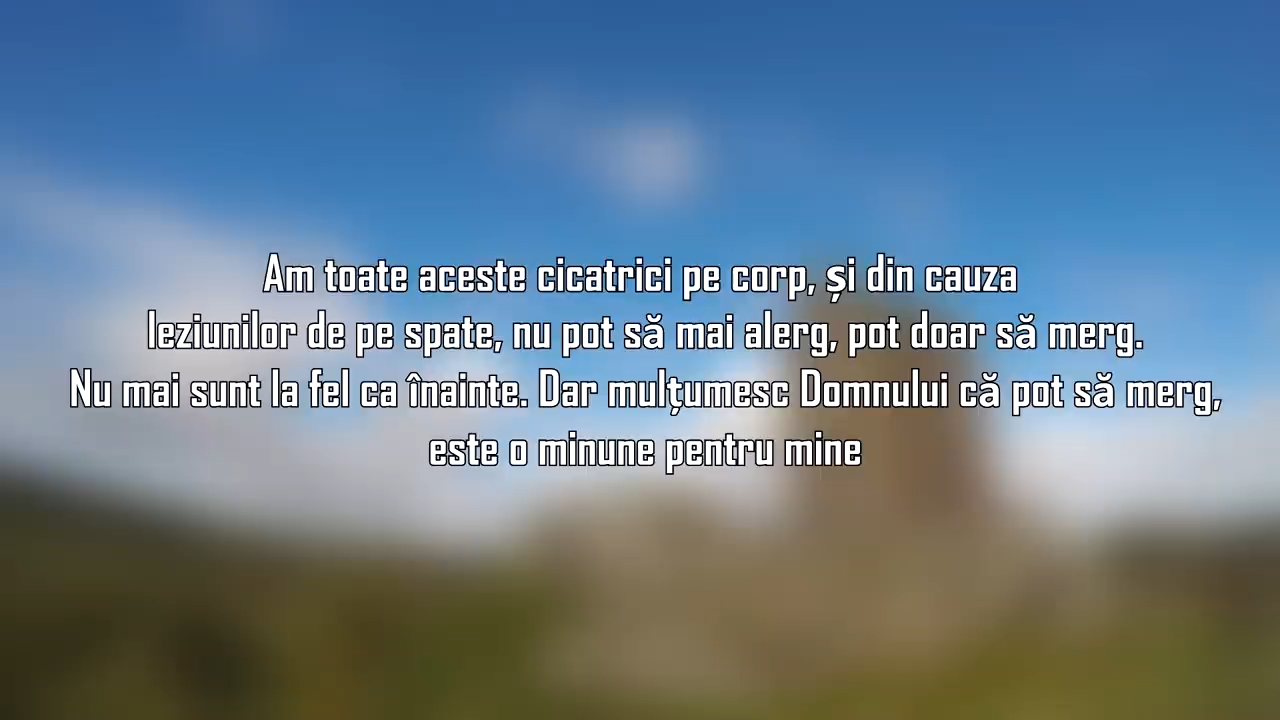 Am toate aceste cicatrici pe corp, și din cauza
leziunilor de pe spate, nu pot să mai alerg, pot doar să merg.
Nu mai sunt la fel ca înainte. Dar mulțumesc Domnului că pot să merg,
este o minune pentru mine